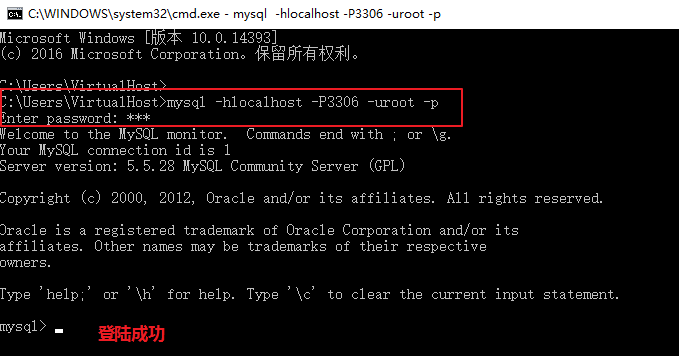 C:\WINDOWS\system32\cmd.exe - mysql  -hlocalhost -P3306 -uroot -p
Microsoft Windows [版本 10.0.14393]
(c) 2016 Microsoft Corporation。保留所有权利。
C:\Users\VirtualHost>
C:\Users\VirtualHost>mysql -hlocalhost -P3306 -uroot -p
Enter password: ***
Welcome to the MySQL monitor.  Commands end with ; or \g.
Your MySQL connection id is 1
Server version: 5.5.28 MySQL Community Server (GPL)
Copyright (c) 2000, 2012, Oracle and/or its affiliates. All rights reserved.
Oracle is a registered trademark of Oracle Corporation and/or its
affiliates. Other names may be trademarks of their respective
owners.
Type 'help;' or '\h' for help. Type '\c' to clear the current input statement.
mysql> _ 登陆成功